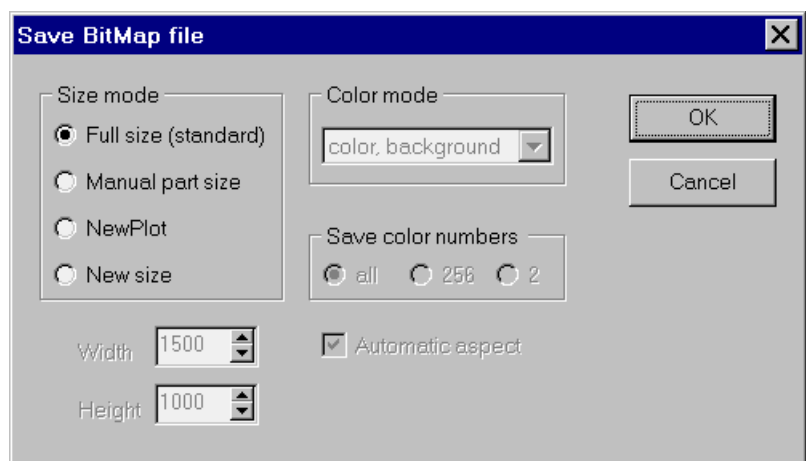 Save BitMap file
Size mode
Full size (standard)
Manual part size
NewPlot
New size
Width 1500
Height 1000
Color mode
color, background
Save color numbers
all 256 2
Automatic aspect
OK
Cancel